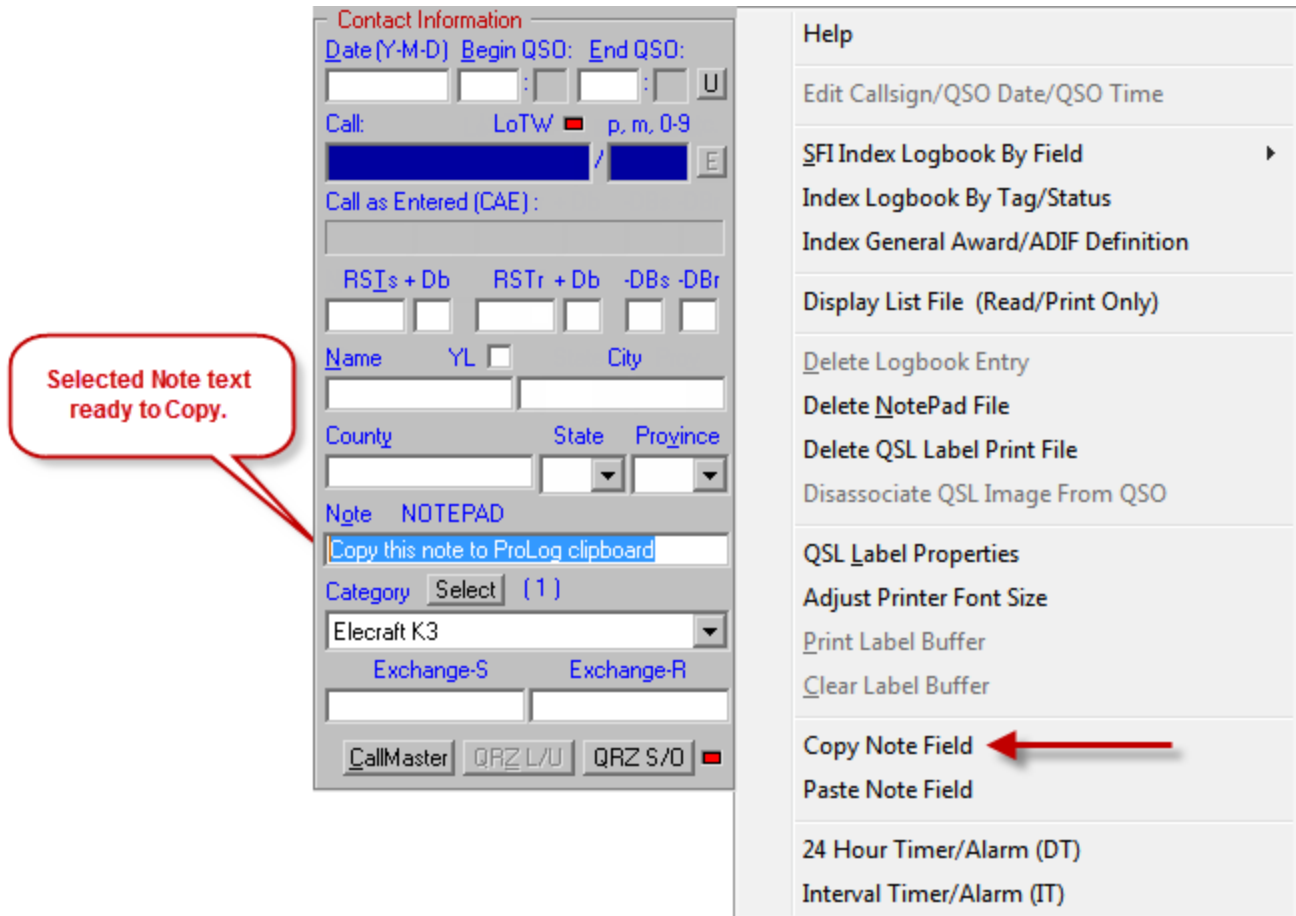 Contact Information
Date (Y-M-D) Begin QSO: End QSO:
: : U
Call: LoTW p, m, 0-9
/ E
Call as Entered (CAE) :
RSTs + Db RSTr + Db -DBs -DBr
Name YL City
County State Province
Note NOTEPAD
Copy this note to ProLog clipboard
Category Select ( 1 )
Elecraft K3
Exchange-S Exchange-R
CallMaster QRZ L/U QRZ S/O
Selected Note text
ready to Copy.
Help
Edit Callsign/QSO Date/QSO Time
SFI Index Logbook By Field
Index Logbook By Tag/Status
Index General Award/ADIF Definition
Display List File (Read/Print Only)
Delete Logbook Entry
Delete NotePad File
Delete QSL Label Print File
Disassociate QSL Image From QSO
QSL Label Properties
Adjust Printer Font Size
Print Label Buffer
Clear Label Buffer
Copy Note Field
Paste Note Field
24 Hour Timer/Alarm (DT)
Interval Timer/Alarm (IT)